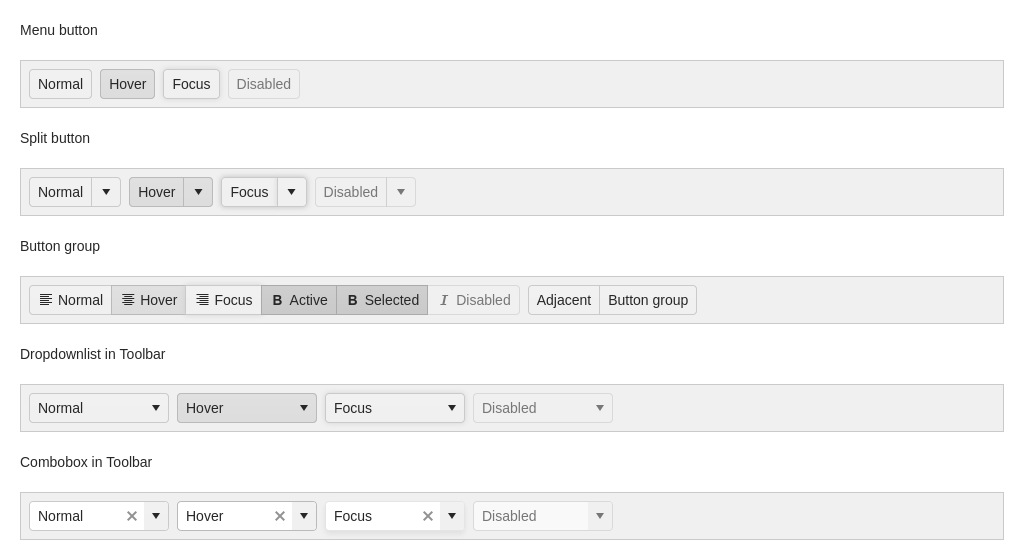 Menu button
Normal Hover Focus Disabled
Split button
Normal Hover Focus Disabled
Button group
Normal Hover Focus B Active B Selected I Disabled Adjacent Button group
Dropdownlist in Toolbar
Normal Hover Focus Disabled
Combobox in Toolbar
Normal Hover Focus Disabled